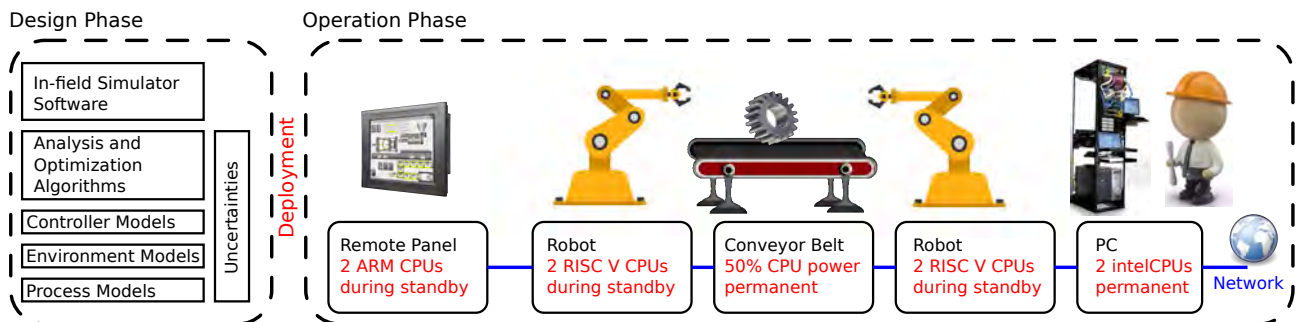 Design Phase
Operation Phase
In-field Simulator
Software
Analysis and
Optimization
Algorithms
Controller Models
Environment Models
Process Models
Uncertainties
Deployment
Remote Panel
2 ARM CPUs
during standby
Robot
2 RISC V CPUs
during standby
Conveyor Belt
50% CPU power
permanent
Robot
2 RISC V CPUs
during standby
PC
2 intelCPUs
permanent
Network